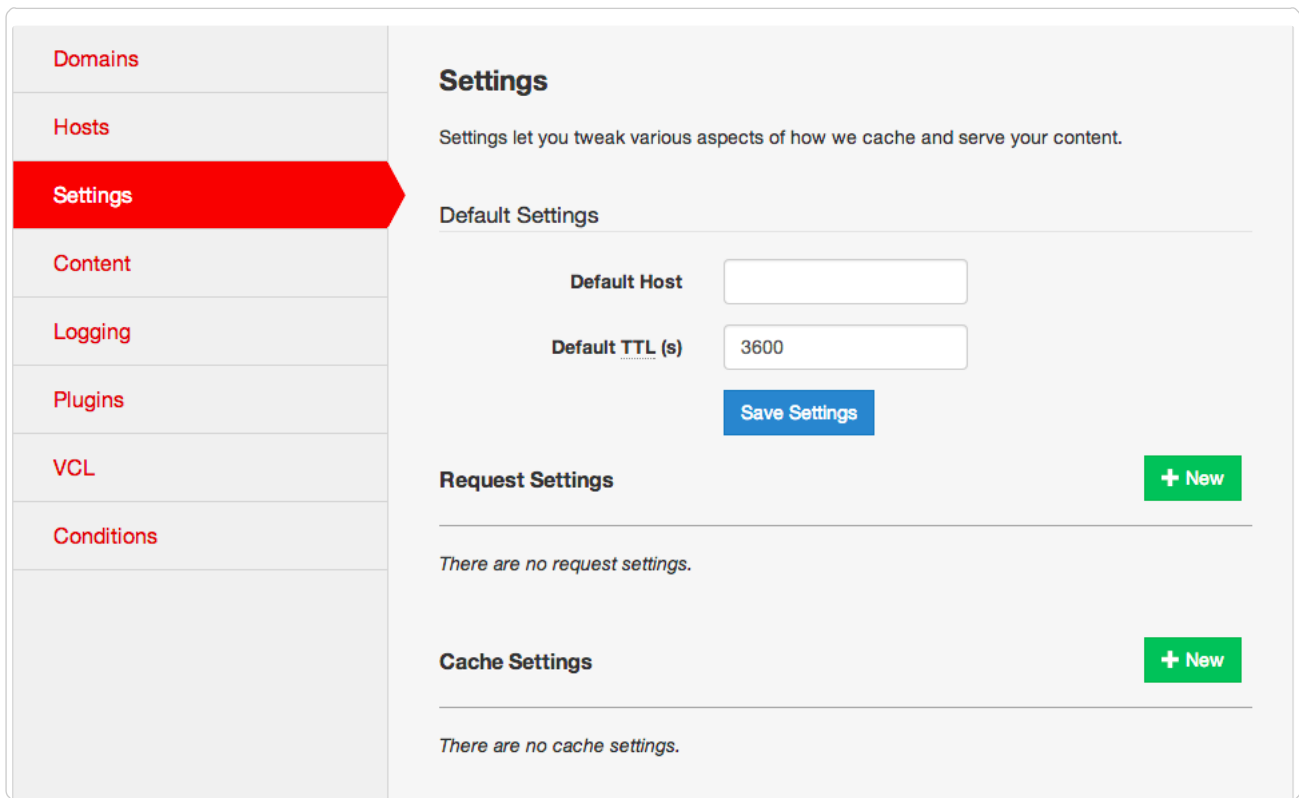 Domains
Hosts
Settings
Content
Logging
Plugins
VCL
Conditions
Settings
Settings let you tweak various aspects of how we cache and serve your content.
Default Settings
Default Host
Default TTL (s) 3600
Save Settings
Request Settings + New
There are no request settings.
Cache Settings + New
There are no cache settings.